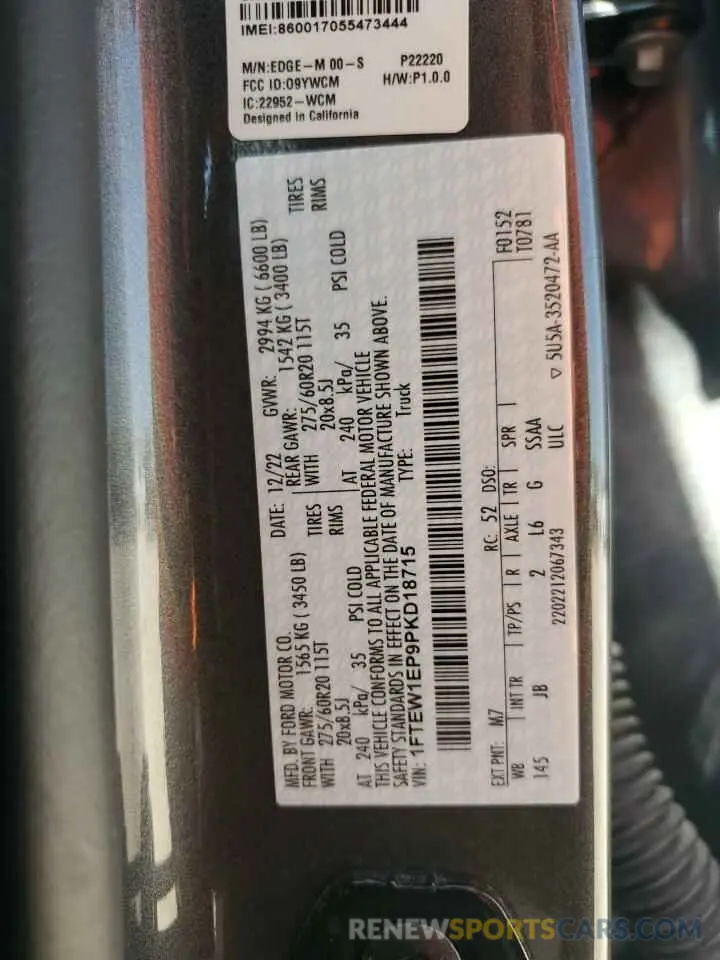 IMEI:860017055473444
M/N:EDGE-M 00-S P22220
FCC ID:O9YWCM H/W:P1.0.0
IC:22952-WCM
Designed in California
MFD. BY FORD MOTOR CO.
DATE: 12/22 GVWR: 2994 KG ( 6600 LB)
FRONT GAWR: 1565 KG ( 3450 LB) REAR GAWR: 1542 KG ( 3400 LB)
WITH 275/60R20 115T TIRES WITH 275/60R20 115T TIRES
20x8.5J RIMS 20x8.5J RIMS
AT 240 kPa/ 35 PSI COLD AT 240 kPa/ 35 PSI COLD
THIS VEHICLE CONFORMS TO ALL APPLICABLE FEDERAL MOTOR VEHICLE
SAFETY STANDARDS IN EFFECT ON THE DATE OF MANUFACTURE SHOWN ABOVE.
VIN: 1FTEW1EP9PKD18715 TYPE: Truck
EXT PNT: M7 RC: 52 DSO: F0152
WB INT TR TP/PS R AXLE TR SPR T0781
145 JB 2 L6 G SSAA
2202212067343 ULC ▽ 5U5A-3520472-AA
RENEWSPORTSCARS.COM